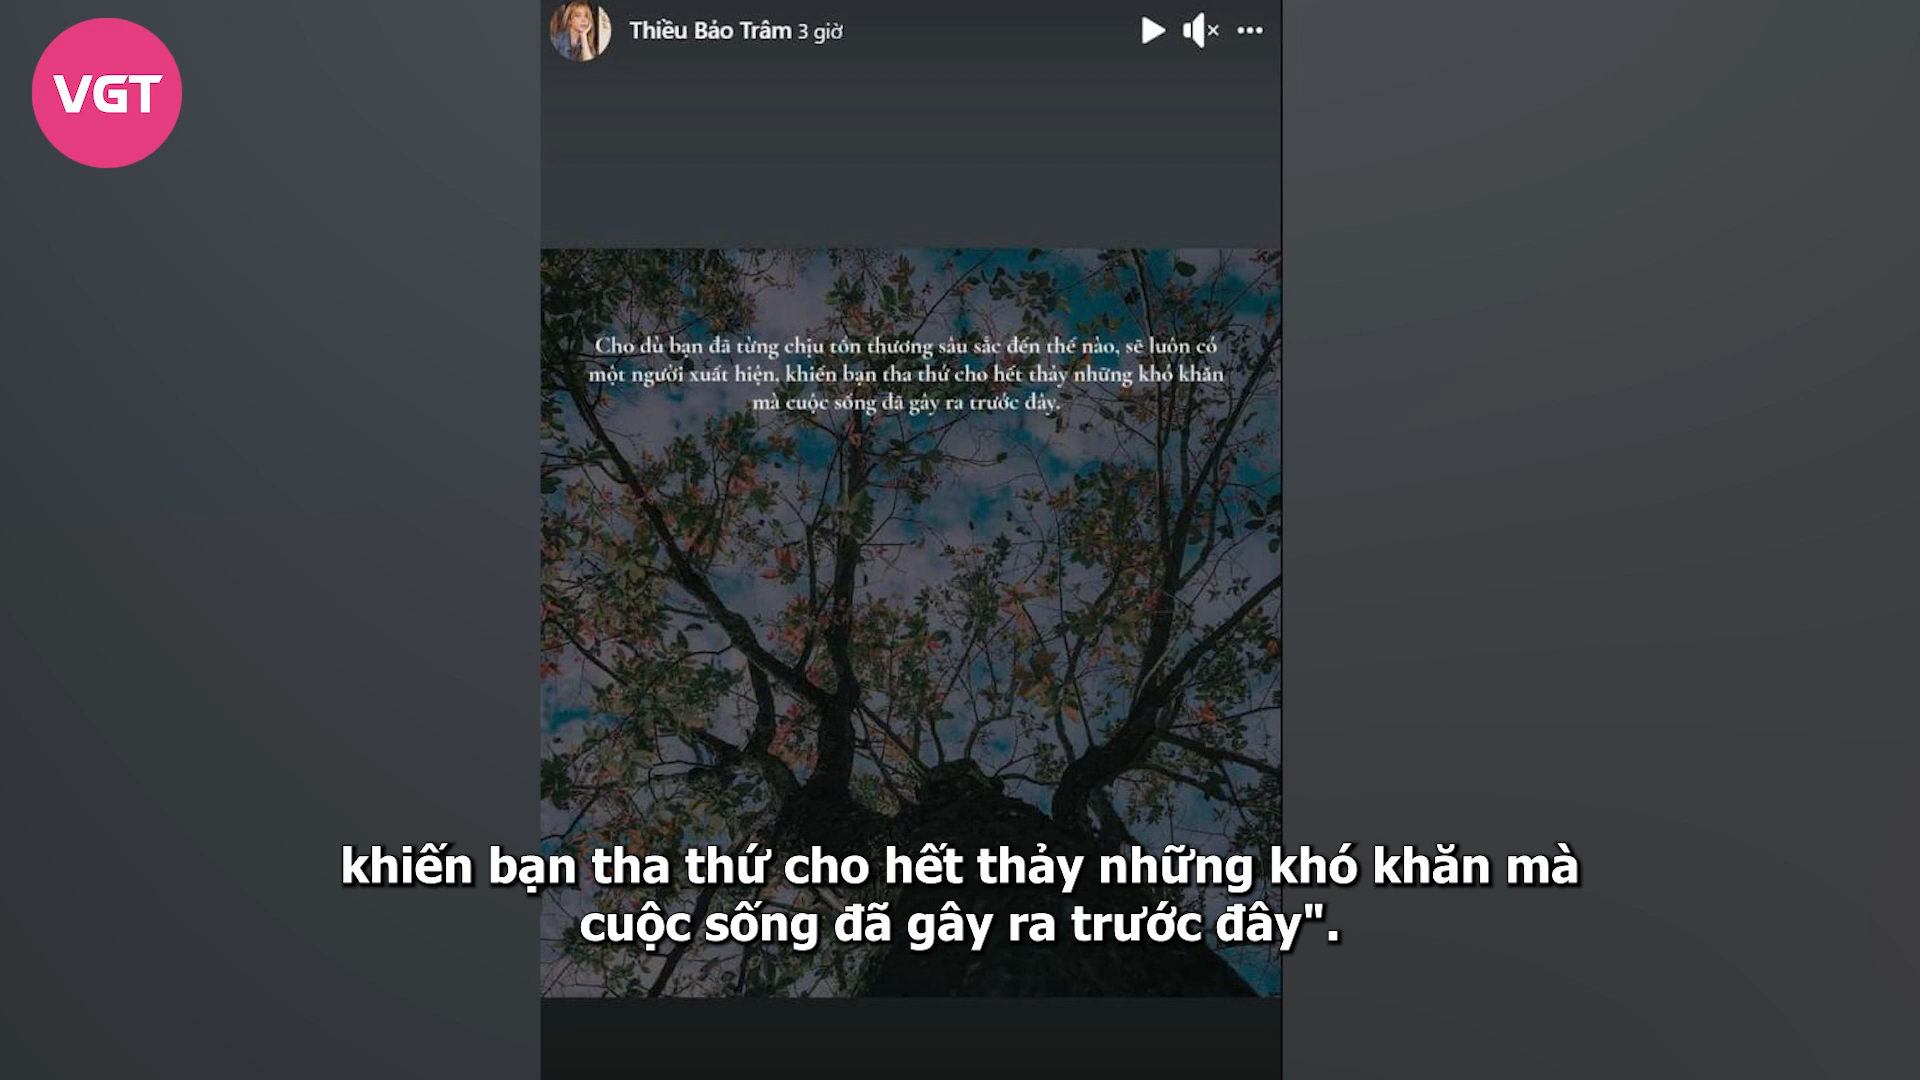 VGT
Thiều Bảo Trâm 3 giờ
Cho dù bạn đã từng chịu tổn thương sâu sắc đến thế nào, sẽ luôn có
một người xuất hiện, khiến bạn tha thứ cho hết thảy những khó khăn
mà cuộc sống đã gây ra trước đây.
khiến bạn tha thứ cho hết thảy những khó khăn mà
cuộc sống đã gây ra trước đây".